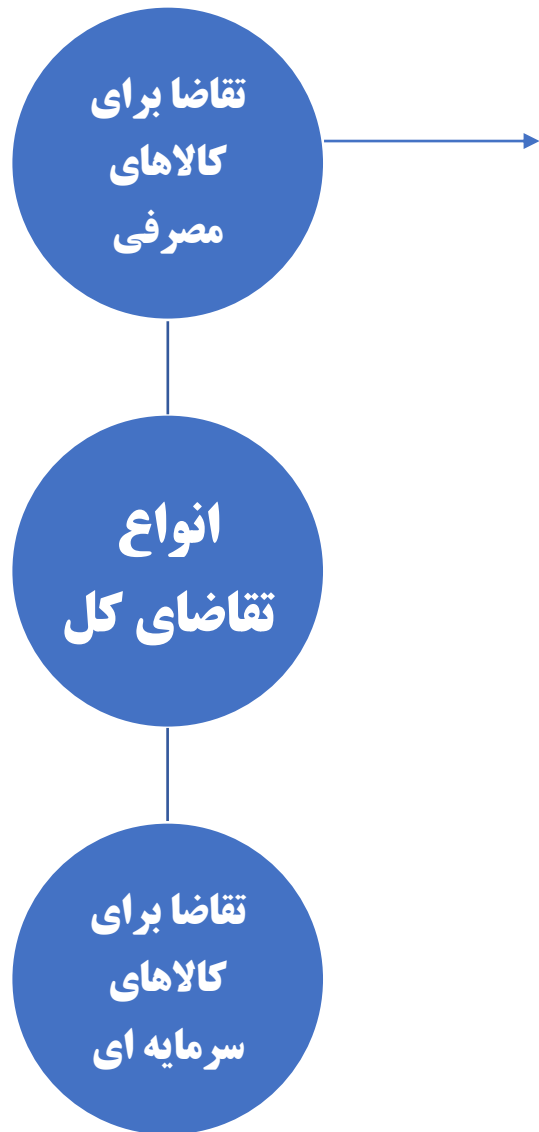 تقاضا برای
کالاهای
مصرفی
انواع
تقاضای کل
تقاضا برای
کالاهای
سرمایه ای